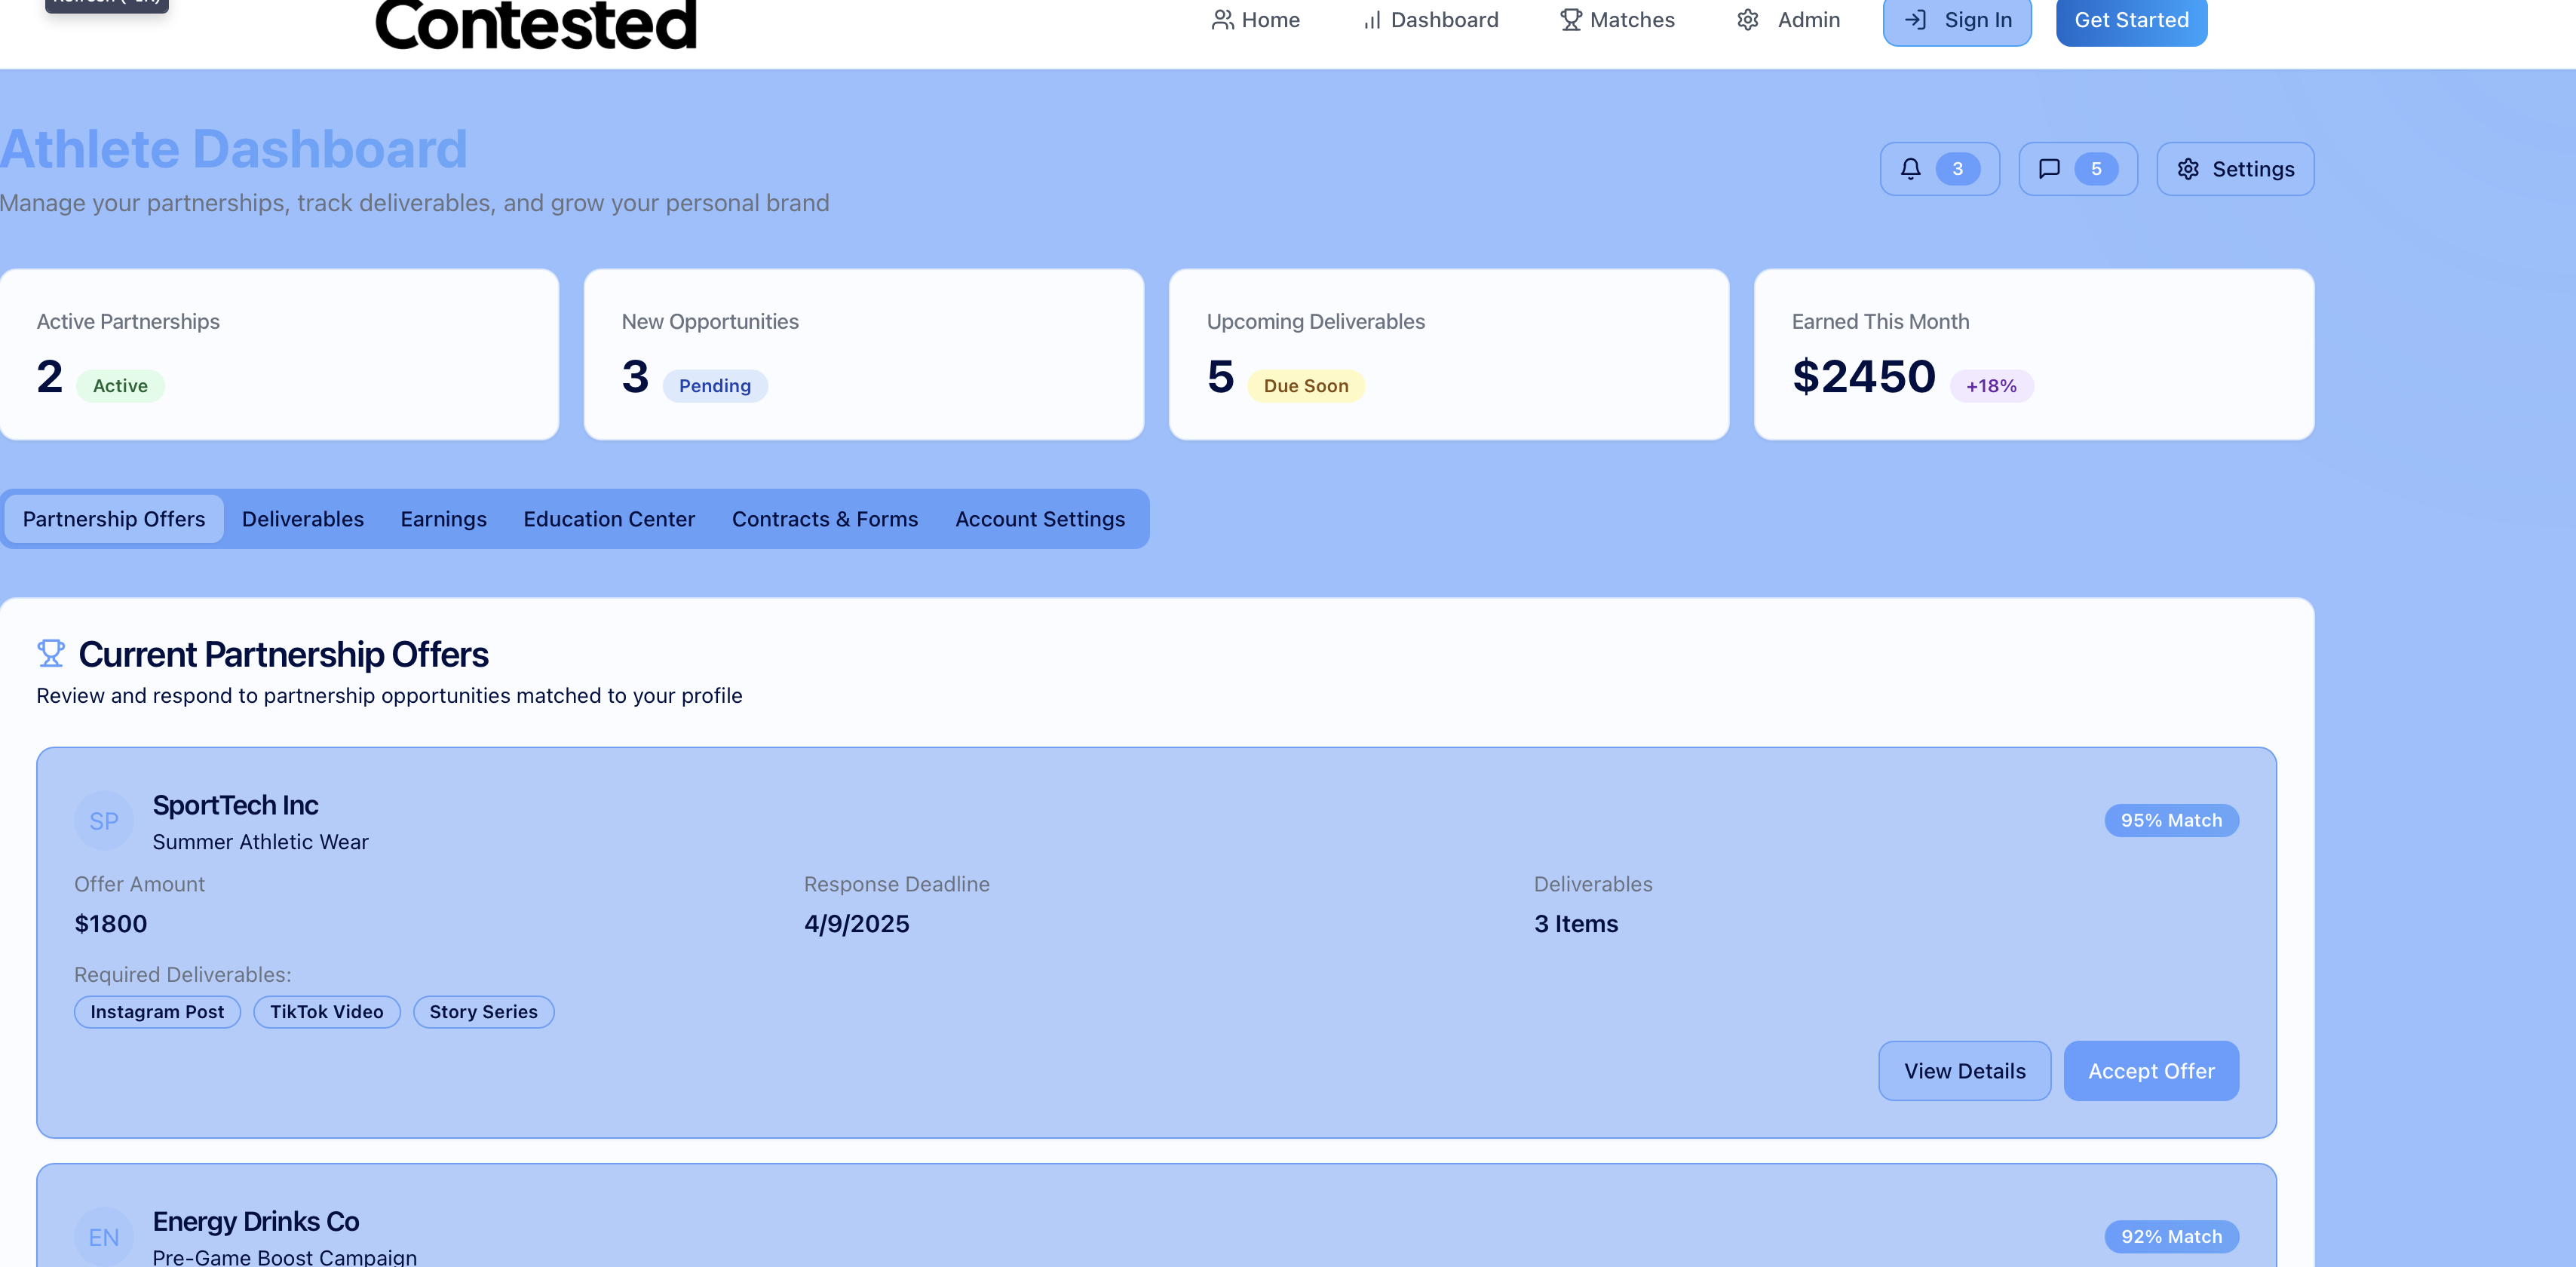 Contested
Home
Dashboard
Matches
Admin
Sign In
Get Started
Athlete Dashboard
Manage your partnerships, track deliverables, and grow your personal brand
3
5
Settings
Active Partnerships
2 Active
New Opportunities
3 Pending
Upcoming Deliverables
5 Due Soon
Earned This Month
$2450 +18%
Partnership Offers
Deliverables
Earnings
Education Center
Contracts & Forms
Account Settings
Current Partnership Offers
Review and respond to partnership opportunities matched to your profile
SP
SportTech Inc
Summer Athletic Wear
95% Match
Offer Amount
$1800
Response Deadline
4/9/2025
Deliverables
3 Items
Required Deliverables:
Instagram Post
TikTok Video
Story Series
View Details
Accept Offer
EN
Energy Drinks Co
Pre-Game Boost Campaign
92% Match